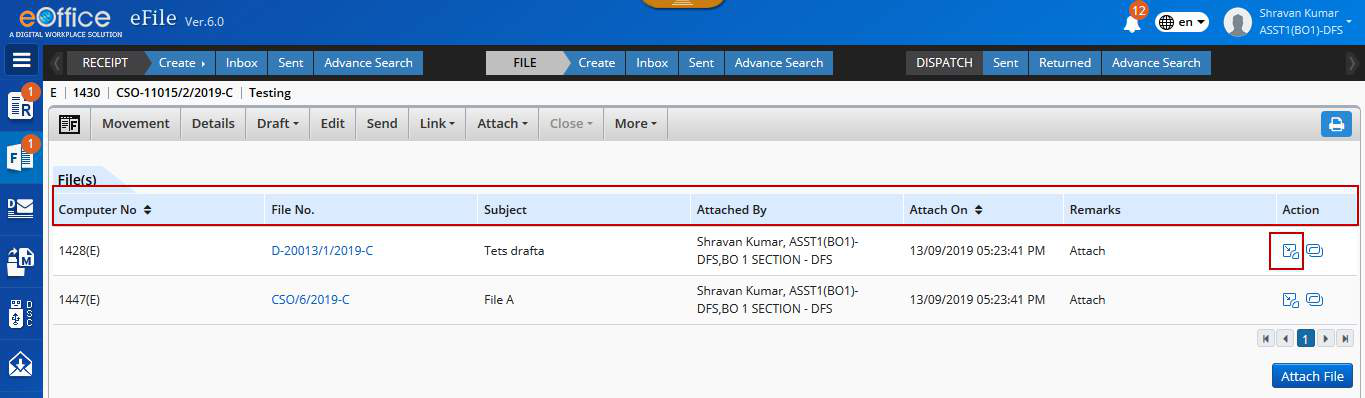 eOffice eFile Ver.6.0
A DIGITAL WORKPLACE SOLUTION
12
en
Shravan Kumar
ASST1(BO1)-DFS
RECEIPT Create Inbox Sent Advance Search FILE Create Inbox Sent Advance Search DISPATCH Sent Returned Advance Search
E | 1430 | CSO-11015/2/2019-C | Testing
R 1
F 1
D
M
DSC
F Movement Details Draft Edit Send Link Attach Close More
File(s)
Computer No File No. Subject Attached By Attach On Remarks Action
1428(E) D-20013/1/2019-C Tets drafta Shravan Kumar, ASST1(BO1)-
DFS,BO 1 SECTION - DFS 13/09/2019 05:23:41 PM Attach
1447(E) CSO/6/2019-C File A Shravan Kumar, ASST1(BO1)-
DFS,BO 1 SECTION - DFS 13/09/2019 05:23:41 PM Attach
1
Attach File